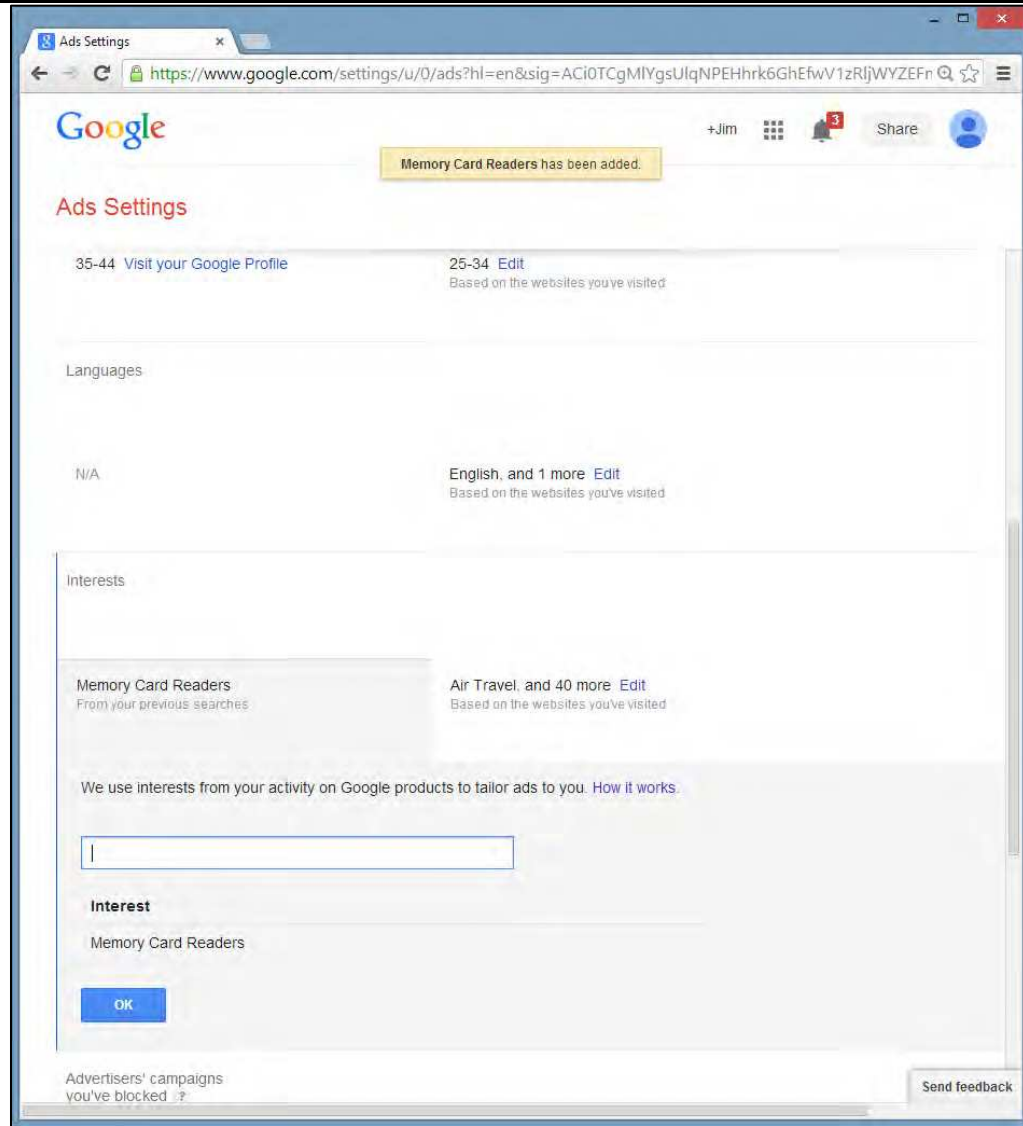 Ads Settings
https://www.google.com/settings/u/0/ads?hl=en&sig=ACi0TCgMlYgsUlqNPEHhrk6GhEfwV1zRljWYZEFr
Google
+Jim
3
Share
Memory Card Readers has been added.
Ads Settings
35-44 Visit your Google Profile
25-34 Edit
Based on the websites you've visited
Languages
N/A
English, and 1 more Edit
Based on the websites you've visited
Interests
Memory Card Readers
From your previous searches
Air Travel, and 40 more Edit
Based on the websites you've visited
We use interests from your activity on Google products to tailor ads to you. How it works.
Interest
Memory Card Readers
OK
Advertisers' campaigns
you've blocked ?
Send feedback